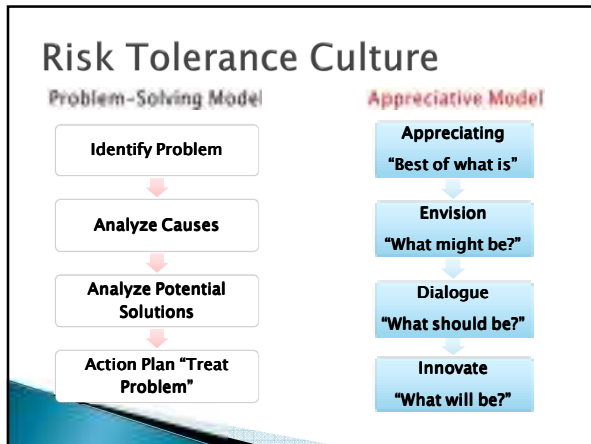 Risk Tolerance Culture
Problem-Solving Model
Identify Problem
Analyze Causes
Analyze Potential
Solutions
Action Plan “Treat
Problem”
Appreciative Model
Appreciating
“Best of what is”
Envision
“What might be?”
Dialogue
“What should be?”
Innovate
“What will be?”